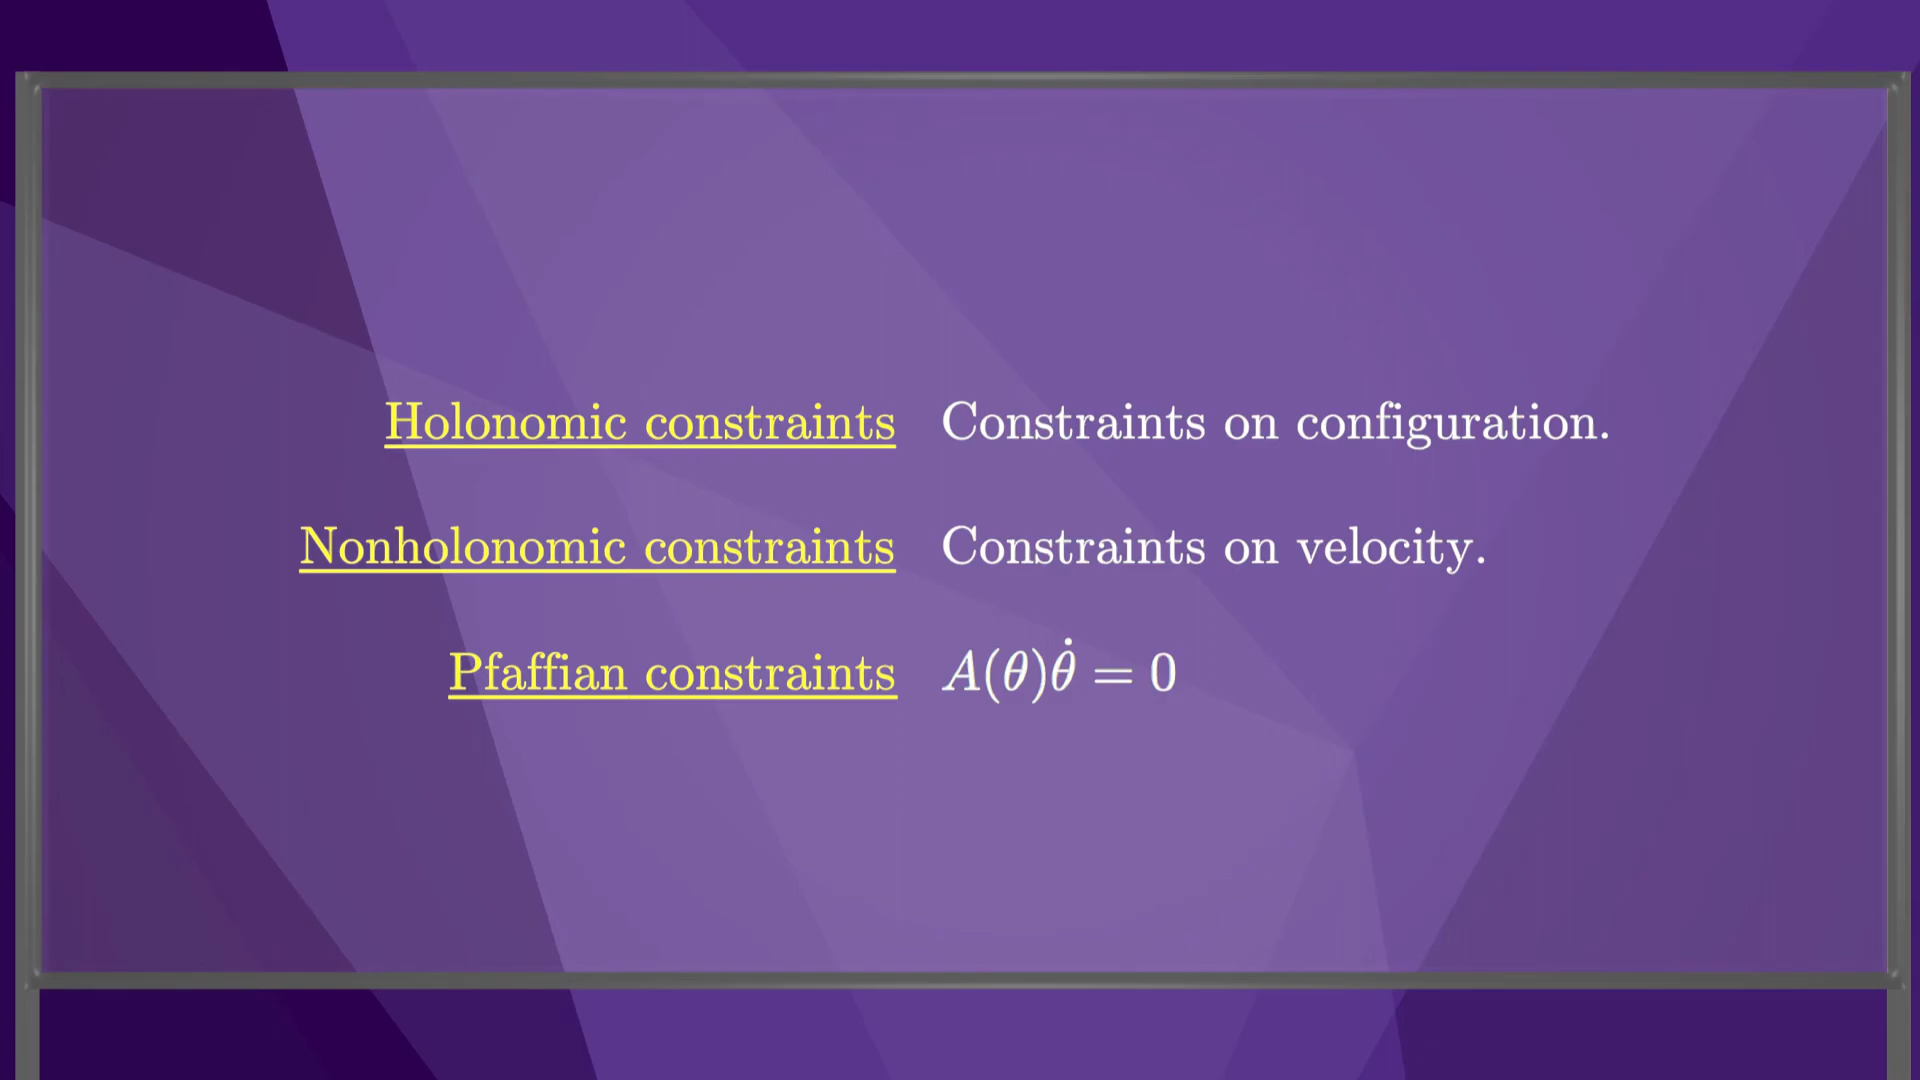 Holonomic constraints Constraints on configuration.
Nonholonomic constraints Constraints on velocity.
Pfaffian constraints A(θ)θ̇ = 0